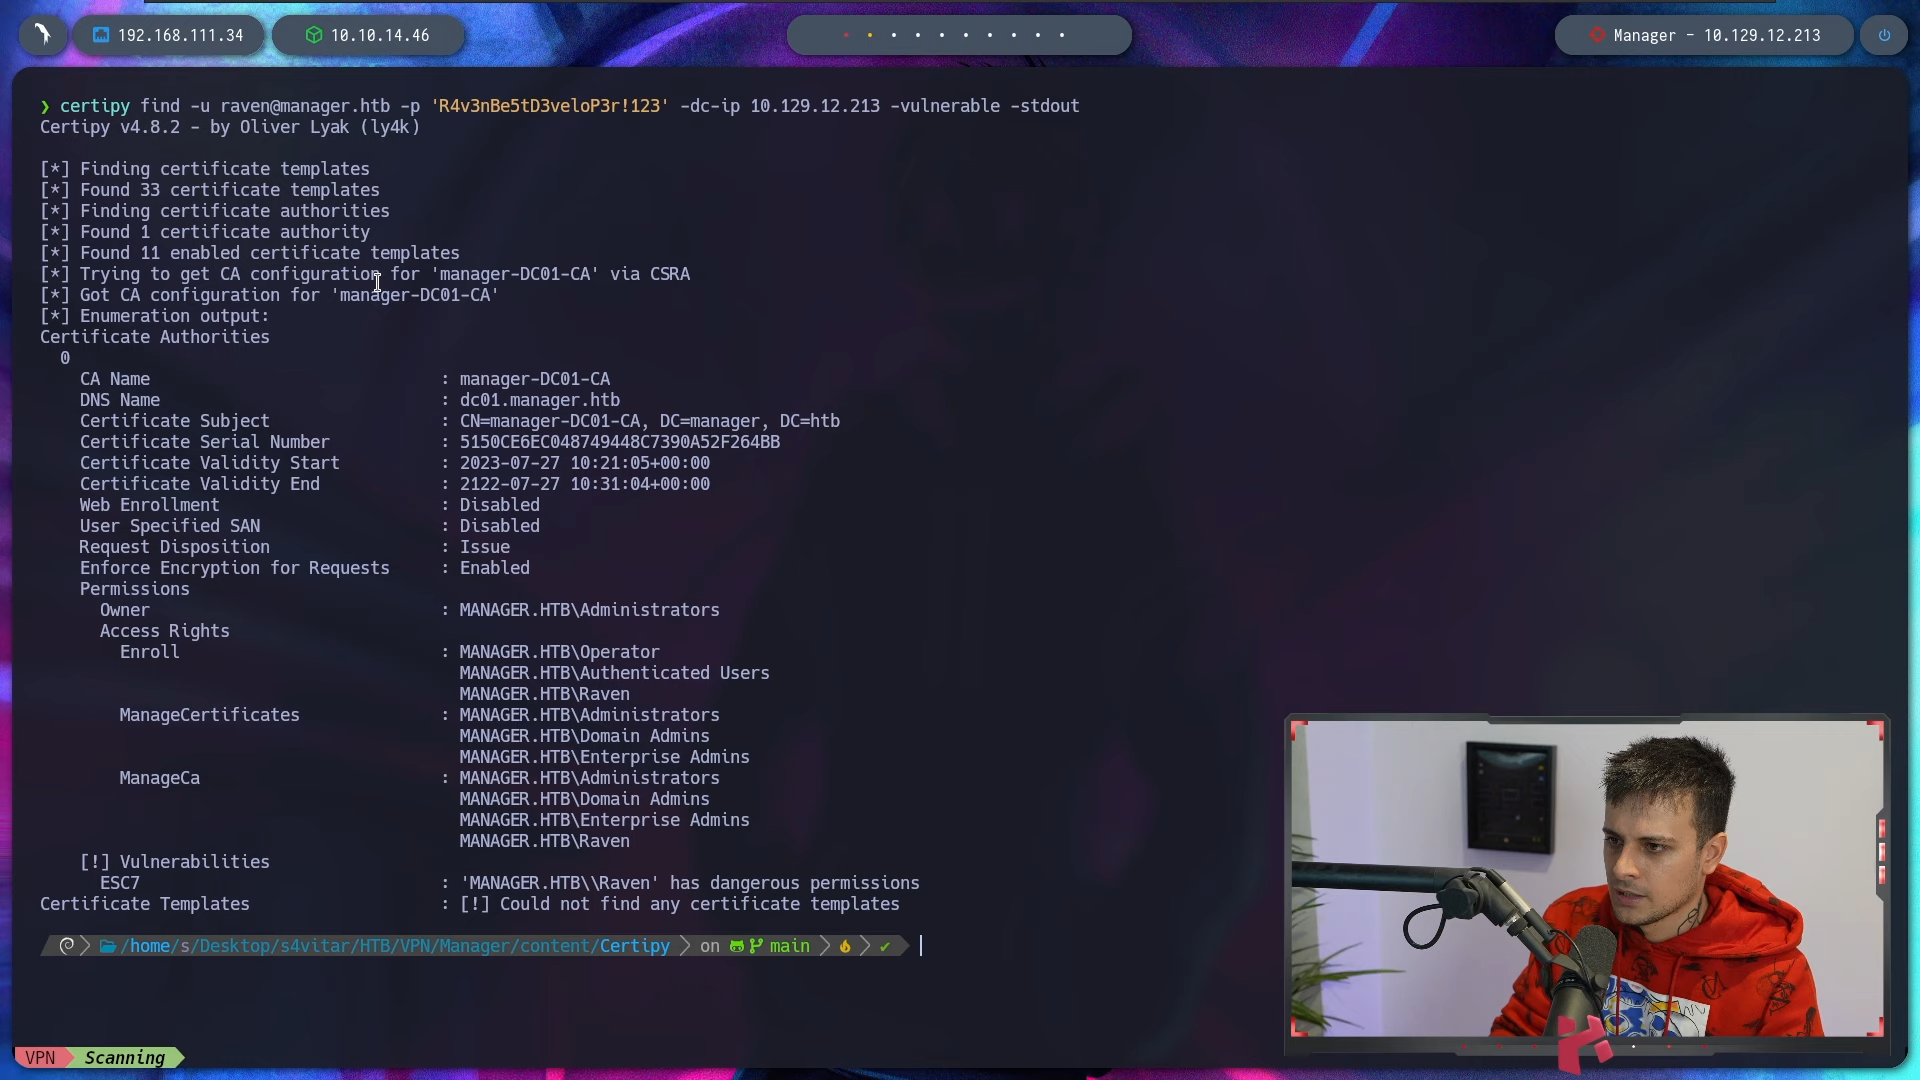 192.168.111.34
10.10.14.46
Manager - 10.129.12.213
❯ certipy find -u raven@manager.htb -p 'R4v3nBe5tD3veloP3r!123' -dc-ip 10.129.12.213 -vulnerable -stdout
Certipy v4.8.2 - by Oliver Lyak (ly4k)
[*] Finding certificate templates
[*] Found 33 certificate templates
[*] Finding certificate authorities
[*] Found 1 certificate authority
[*] Found 11 enabled certificate templates
[*] Trying to get CA configuration for 'manager-DC01-CA' via CSRA
[*] Got CA configuration for 'manager-DC01-CA'
[*] Enumeration output:
Certificate Authorities
0
CA Name : manager-DC01-CA
DNS Name : dc01.manager.htb
Certificate Subject : CN=manager-DC01-CA, DC=manager, DC=htb
Certificate Serial Number : 5150CE6EC048749448C7390A52F264BB
Certificate Validity Start : 2023-07-27 10:21:05+00:00
Certificate Validity End : 2122-07-27 10:31:04+00:00
Web Enrollment : Disabled
User Specified SAN : Disabled
Request Disposition : Issue
Enforce Encryption for Requests : Enabled
Permissions
Owner : MANAGER.HTB\Administrators
Access Rights
Enroll : MANAGER.HTB\Operator
MANAGER.HTB\Authenticated Users
MANAGER.HTB\Raven
ManageCertificates : MANAGER.HTB\Administrators
MANAGER.HTB\Domain Admins
MANAGER.HTB\Enterprise Admins
ManageCa : MANAGER.HTB\Administrators
MANAGER.HTB\Domain Admins
MANAGER.HTB\Enterprise Admins
MANAGER.HTB\Raven
[!] Vulnerabilities
ESC7 : 'MANAGER.HTB\\Raven' has dangerous permissions
Certificate Templates : [!] Could not find any certificate templates
/home/s/Desktop/s4vitar/HTB/VPN/Manager/content/Certipy on main ✔
VPN Scanning